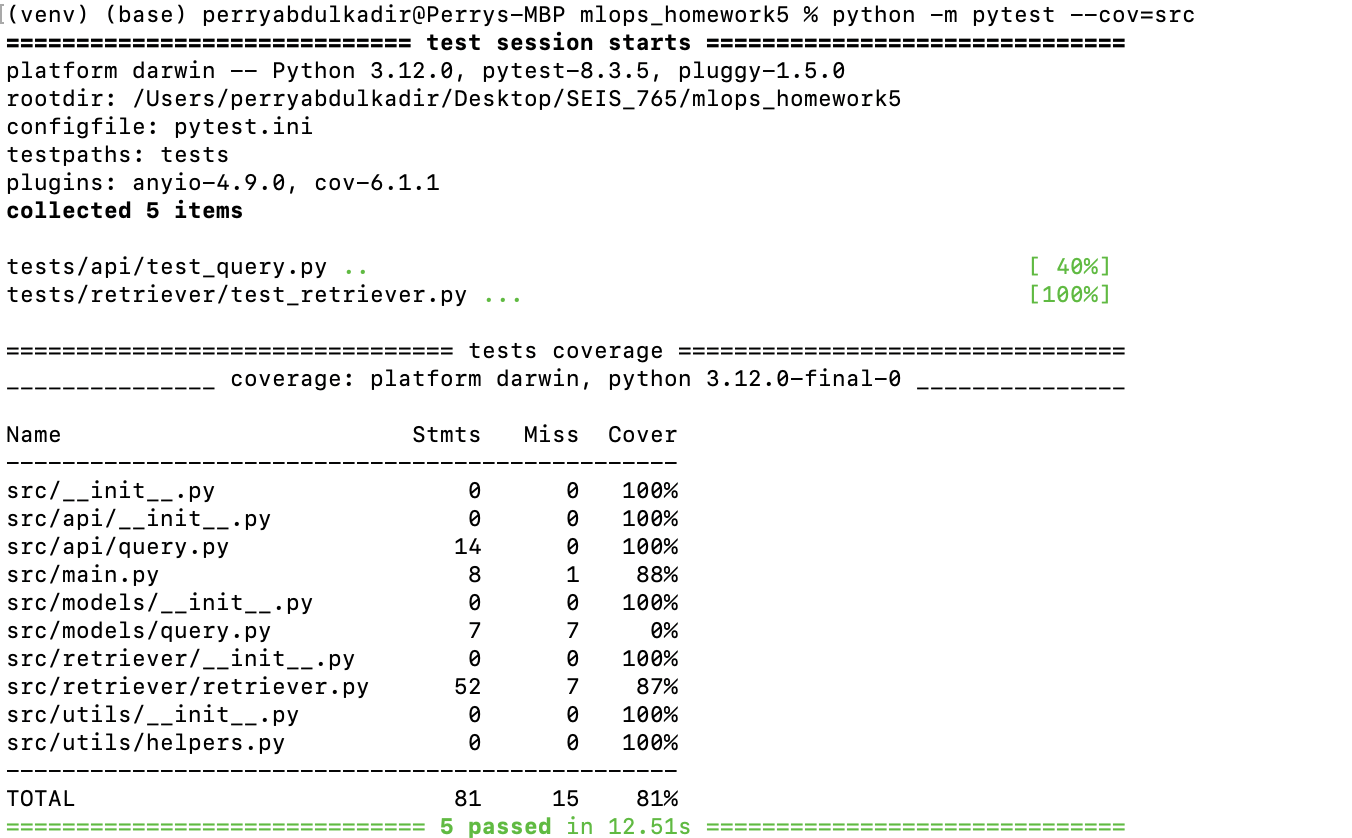 [(venv) (base) perryabdulkadir@Perrys-MBP mlops_homework5 % python -m pytest --cov=src
============================= test session starts ==============================
platform darwin -- Python 3.12.0, pytest-8.3.5, pluggy-1.5.0
rootdir: /Users/perryabdulkadir/Desktop/SEIS_765/mlops_homework5
configfile: pytest.ini
testpaths: tests
plugins: anyio-4.9.0, cov-6.1.1
collected 5 items

tests/api/test_query.py ..                                               [ 40%]
tests/retriever/test_retriever.py ...                                    [100%]

================================ tests coverage ================================
_______________ coverage: platform darwin, python 3.12.0-final-0 _______________

Name                         Stmts   Miss  Cover
------------------------------------------------
src/__init__.py                  0      0   100%
src/api/__init__.py              0      0   100%
src/api/query.py                14      0   100%
src/main.py                      8      1    88%
src/models/__init__.py           0      0   100%
src/models/query.py              7      7     0%
src/retriever/__init__.py        0      0   100%
src/retriever/retriever.py      52      7    87%
src/utils/__init__.py            0      0   100%
src/utils/helpers.py             0      0   100%
------------------------------------------------
TOTAL                           81     15    81%
============================== 5 passed in 12.51s ==============================